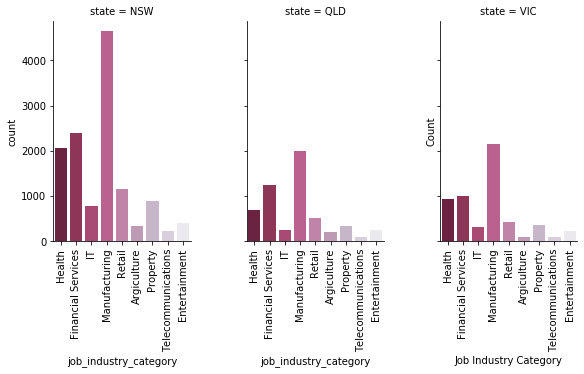 state = NSW
state = QLD
state = VIC
4000
3000
2000
1000
0
count
Count
Health
Financial Services
IT
Manufacturing
Retail
Argiculture
Property
Telecommunications
Entertainment
Health
Financial Services
IT
Manufacturing
Retail
Argiculture
Property
Telecommunications
Entertainment
Health
Financial Services
IT
Manufacturing
Retail
Argiculture
Property
Telecommunications
Entertainment
job_industry_category
job_industry_category
Job Industry Category